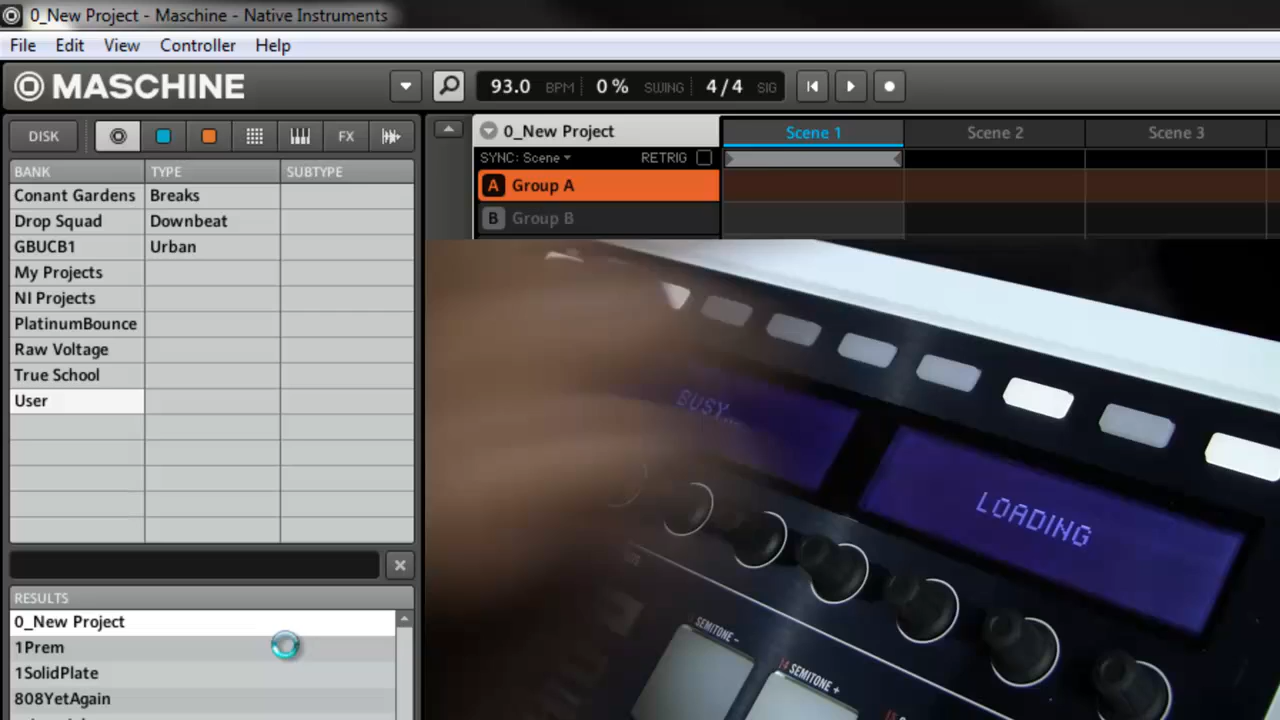 0_New Project - Maschine - Native Instruments
File Edit View Controller Help
MASCHINE 93.0 BPM 0 % SWING 4 / 4 SIG
DISK FX
0_New Project Scene 1 Scene 2 Scene 3
SYNC: Scene RETRIG
A Group A
B Group B
BANK TYPE SUBTYPE
Conant Gardens Breaks
Drop Squad Downbeat
GBUCB1 Urban
My Projects
NI Projects
PlatinumBounce
Raw Voltage
True School
User
RESULTS
0_New Project
1Prem
1SolidPlate
808YetAgain
BUSY...
LOADING
SEMITONE -
SEMITONE +